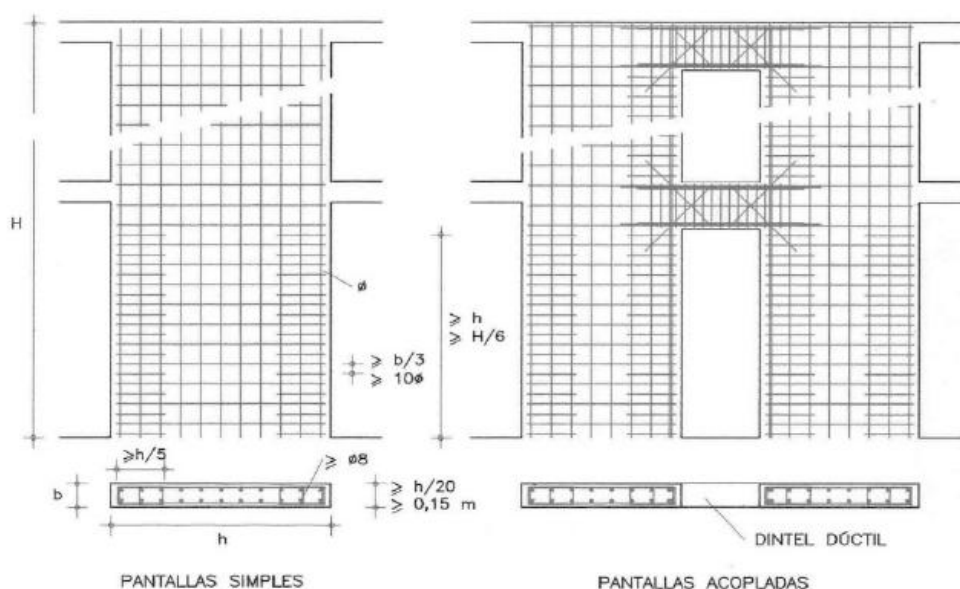 H
ø
⩾ b/3
⩾ 10ø
⩾ h
⩾ H/6
⩾h/5
⩾ ø8
b
⩾ h/20
⩾ 0,15 m
h
DINTEL DÚCTIL
PANTALLAS SIMPLES
PANTALLAS ACOPLADAS